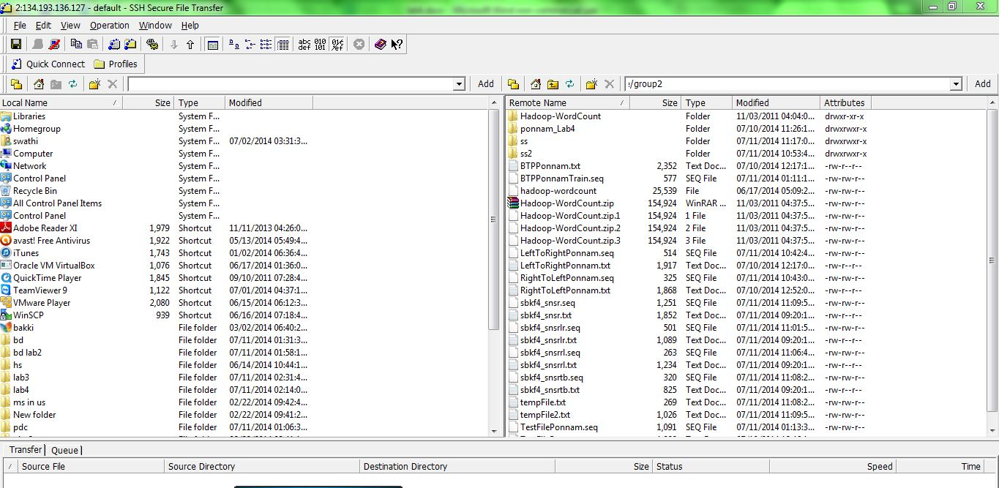 2:134.193.136.127 - default - SSH Secure File Transfer
File Edit View Operation Window Help
abc 010
def 101
Quick Connect Profiles
Add
:/group2 Add
Local Name / Size Type Modified
Libraries System F...
Homegroup System F...
swathi System F... 07/02/2014 03:31:3...
Computer System F...
Network System F...
Control Panel System F...
Recycle Bin System F...
All Control Panel Items System F...
Control Panel System F...
Adobe Reader XI 1,979 Shortcut 11/11/2013 04:26:0...
avast! Free Antivirus 1,922 Shortcut 05/13/2014 05:49:4...
iTunes 1,743 Shortcut 01/02/2014 06:36:4...
Oracle VM VirtualBox 1,076 Shortcut 06/17/2014 01:36:0...
QuickTime Player 1,845 Shortcut 09/10/2011 07:28:4...
TeamViewer 9 1,122 Shortcut 07/01/2014 04:37:1...
VMware Player 2,080 Shortcut 06/15/2014 06:12:3...
WinSCP 939 Shortcut 06/16/2014 07:18:4...
bakki File folder 03/02/2014 06:40:2...
bd File folder 07/11/2014 01:31:3...
bd lab2 File folder 07/11/2014 01:58:1...
hs File folder 06/14/2014 10:44:1...
lab3 File folder 07/11/2014 02:31:4...
lab4 File folder 07/11/2014 02:14:0...
ms in us File folder 02/22/2014 09:42:4...
New folder File folder 02/22/2014 09:41:2...
pdc File folder 07/11/2014 01:06:3...
Remote Name / Size Type Modified Attributes
Hadoop-WordCount Folder 11/03/2011 04:04:0... drwxr-xr-x
ponnam_Lab4 Folder 07/10/2014 11:26:1... drwxrwxr-x
ss Folder 07/11/2014 11:17:0... drwxrwxr-x
ss2 Folder 07/11/2014 10:53:4... drwxrwxr-x
BTPPonnam.txt 2,352 Text Doc... 07/10/2014 12:17:1... -rw-r--r--
BTPPonnamTrain.seq 577 SEQ File 07/11/2014 01:11:1... -rw-rw-r--
hadoop-wordcount 25,539 File 06/17/2014 05:09:2... -rw-rw-r--
Hadoop-WordCount.zip 154,924 WinRAR ... 11/03/2011 04:37:5... -rw-rw-r--
Hadoop-WordCount.zip.1 154,924 1 File 11/03/2011 04:37:5... -rw-rw-r--
Hadoop-WordCount.zip.2 154,924 2 File 11/03/2011 04:37:5... -rw-rw-r--
Hadoop-WordCount.zip.3 154,924 3 File 11/03/2011 04:37:5... -rw-rw-r--
LeftToRightPonnam.seq 514 SEQ File 07/11/2014 10:42:4... -rw-rw-r--
LeftToRightPonnam.txt 1,917 Text Doc... 07/10/2014 12:17:0... -rw-r--r--
RightToLeftPonnam.seq 325 SEQ File 07/11/2014 10:43:0... -rw-rw-r--
RightToLeftPonnam.txt 1,868 Text Doc... 07/10/2014 12:52:0... -rw-r--r--
sbkf4_snsr.seq 1,251 SEQ File 07/11/2014 11:09:5... -rw-rw-r--
sbkf4_snsr.txt 1,852 Text Doc... 07/11/2014 09:20:1... -rw-r--r--
sbkf4_snsrlr.seq 501 SEQ File 07/11/2014 11:01:5... -rw-rw-r--
sbkf4_snsrlr.txt 1,089 Text Doc... 07/11/2014 09:20:1... -rw-r--r--
sbkf4_snsrrl.seq 263 SEQ File 07/11/2014 11:06:4... -rw-rw-r--
sbkf4_snsrrl.txt 1,234 Text Doc... 07/11/2014 09:20:1... -rw-r--r--
sbkf4_snsrtb.seq 320 SEQ File 07/11/2014 11:08:2... -rw-rw-r--
sbkf4_snsrtb.txt 825 Text Doc... 07/11/2014 09:20:1... -rw-r--r--
tempFile.txt 269 Text Doc... 07/11/2014 11:08:2... -rw-rw-r--
tempFile2.txt 1,026 Text Doc... 07/11/2014 11:09:5... -rw-rw-r--
TestFilePonnam.seq 1,091 SEQ File 07/11/2014 01:13:3... -rw-rw-r--
Transfer Queue
/ Source File Source Directory Destination Directory Size Status Speed Time